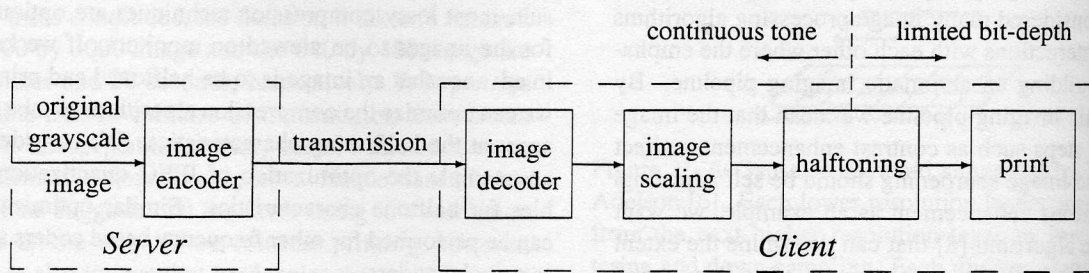 continuous tone
limited bit-depth
original
grayscale
image
image
encoder
transmission
image
decoder
image
scaling
halftoning
print
Server
Client